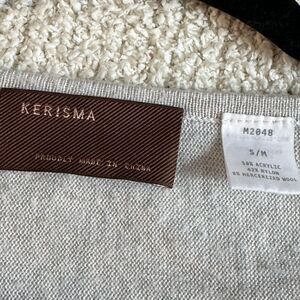 KERISMA
PROUDLY MADE IN CHINA
M2048
S/M
50% ACRYLIC
42% NYLON
8% MERCERIZED WOOL